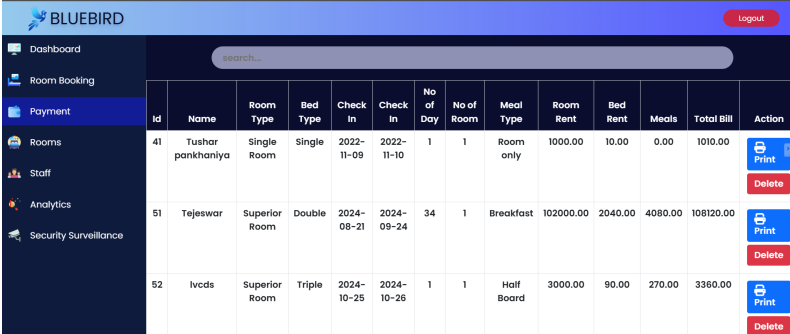 BLUEBIRD
Logout
Dashboard
Room Booking
Payment
Rooms
Staff
Analytics
Security Surveillance
search...
Id Name Room Type Bed Type Check In Check In No of Day No of Room Meal Type Room Rent Bed Rent Meals Total Bill Action
41 Tushar pankhaniya Single Room Single 2022-11-09 2022-11-10 1 1 Room only 1000.00 10.00 0.00 1010.00 Print
Delete
51 Tejeswar Superior Room Double 2024-08-21 2024-09-24 34 1 Breakfast 102000.00 2040.00 4080.00 108120.00 Print
Delete
52 lvcds Superior Room Triple 2024-10-25 2024-10-26 1 1 Half Board 3000.00 90.00 270.00 3360.00 Print
Delete